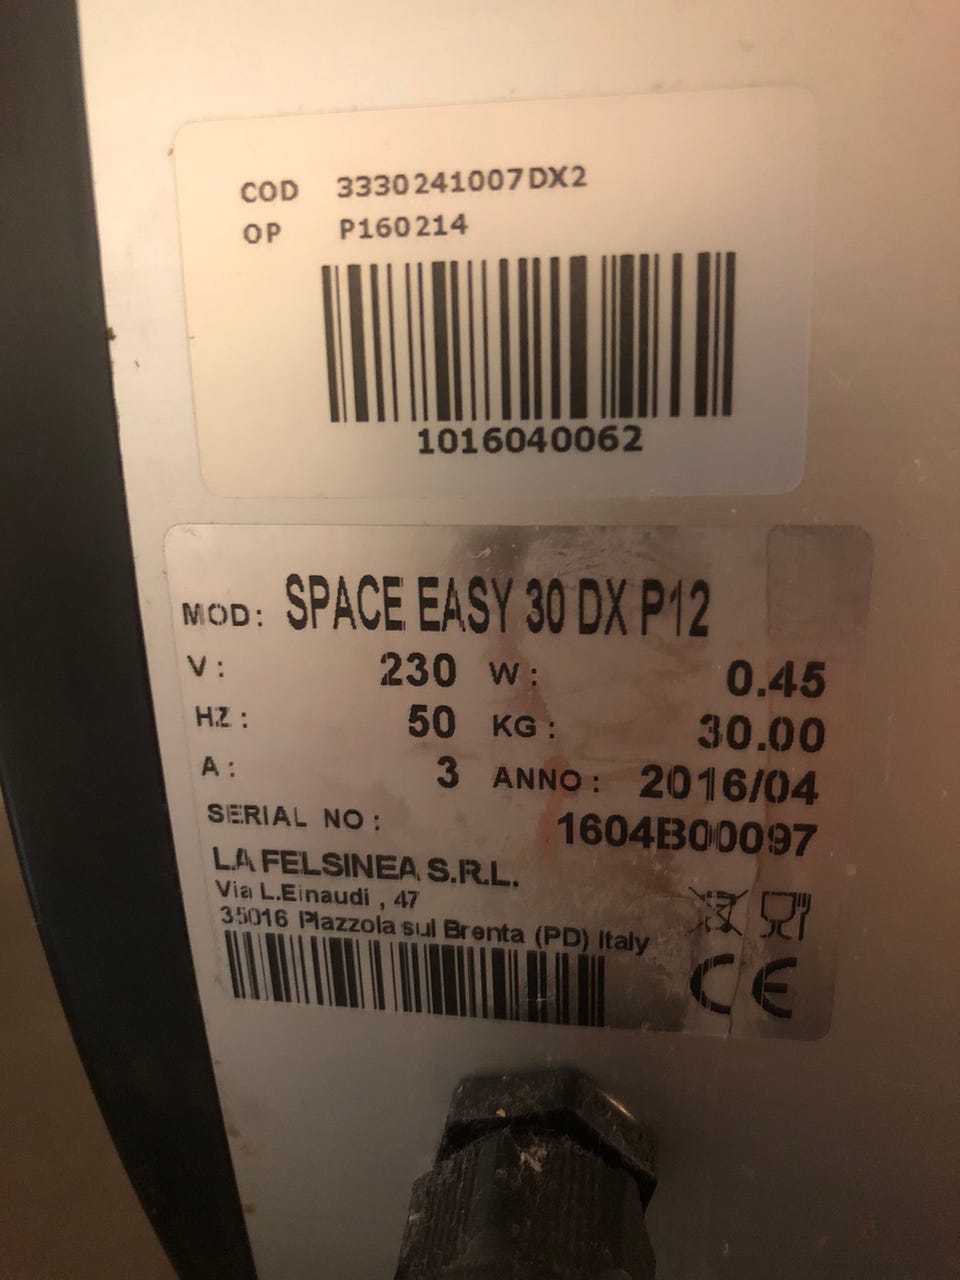 COD 3330241007DX2
OP P160214
1016040062
MOD: SPACE EASY 30 DX P12
V: 230 W: 0.45
HZ: 50 KG: 30.00
A: 3 ANNO: 2016/04
SERIAL NO: 1604B00097
LA FELSINEA S.R.L.
Via L.Einaudi , 47
35016 Piazzola sul Brenta (PD) Italy
CE